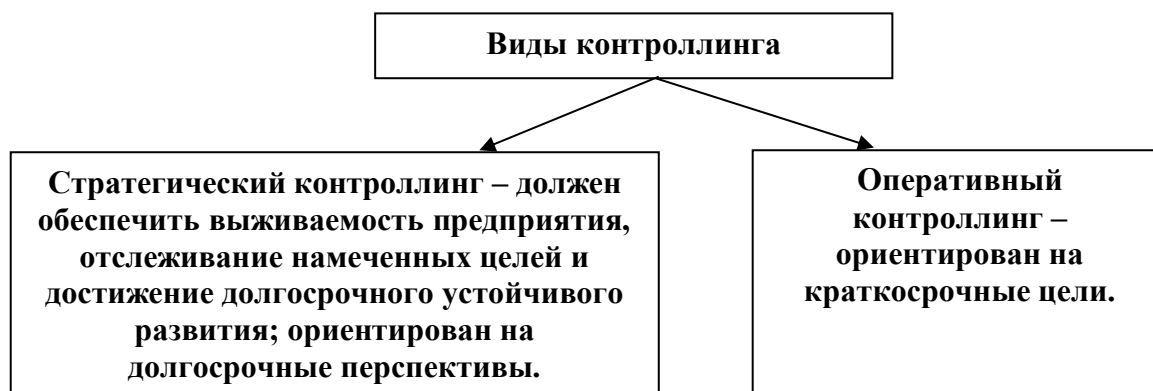 Виды контроллинга
Стратегический контроллинг – должен
обеспечить выживаемость предприятия,
отслеживание намеченных целей и
достижение долгосрочного устойчивого
развития; ориентирован на
долгосрочные перспективы.
Оперативный
контроллинг –
ориентирован на
краткосрочные цели.